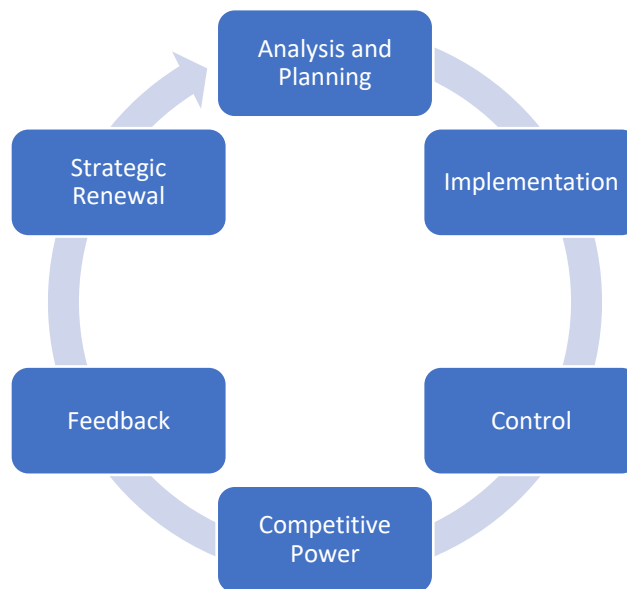 Analysis and
Planning
Implementation
Control
Competitive
Power
Feedback
Strategic
Renewal